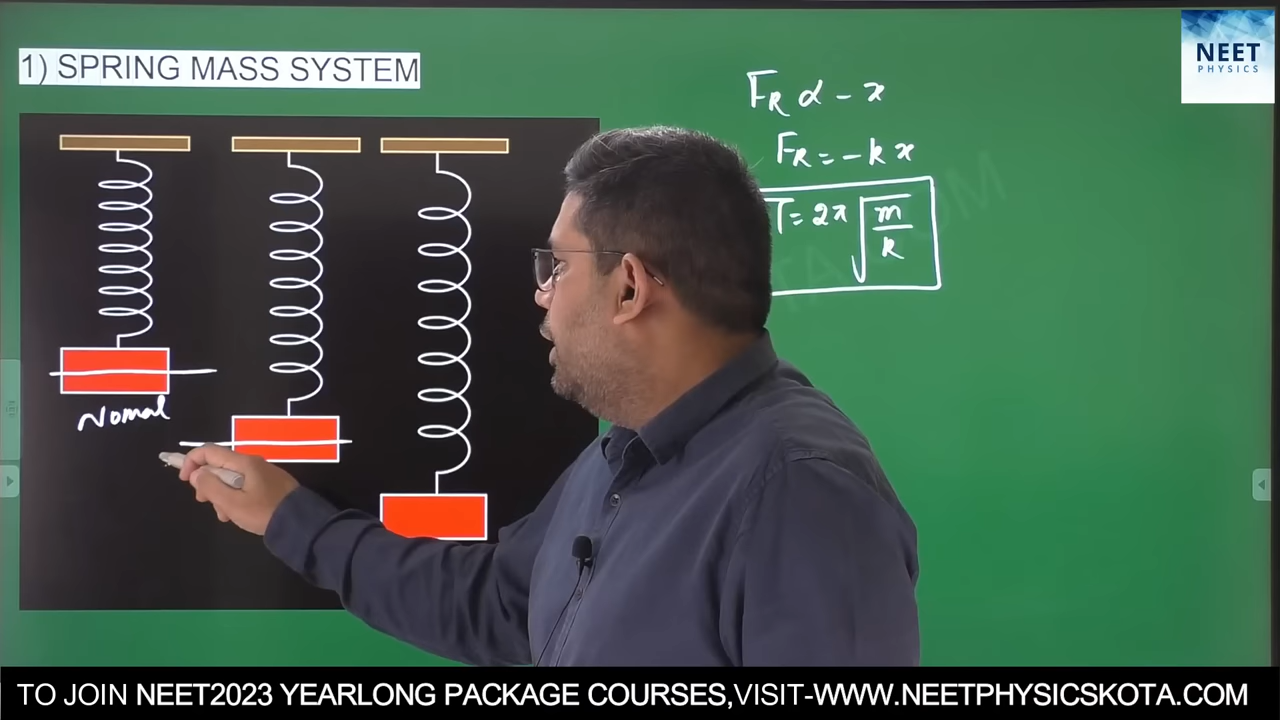 1) SPRING MASS SYSTEM
NEET
PHYSICS
F_R α - x
F_R = -k x
T = 2π √(m/k)
Nomal
TO JOIN NEET2023 YEARLONG PACKAGE COURSES,VISIT-WWW.NEETPHYSICSKOTA.COM